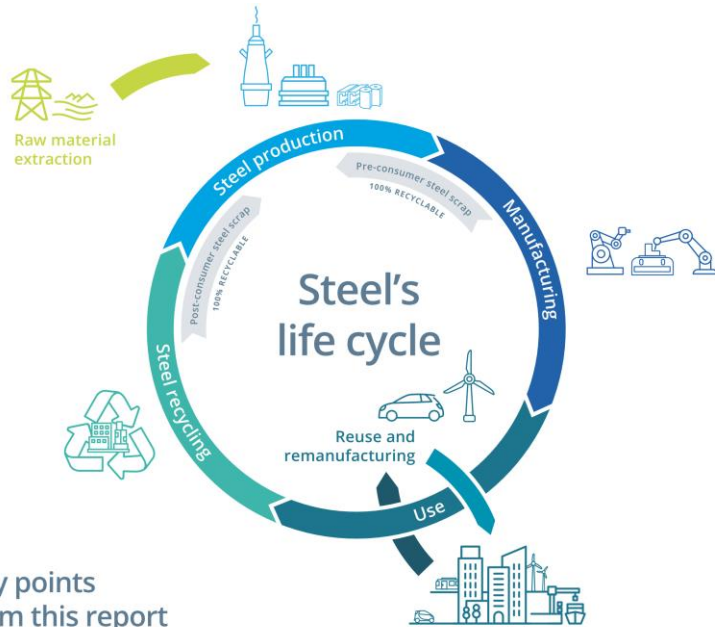 Raw material
extraction
Steel production
Pre-consumer steel scrap
100% RECYCLABLE
Manufacturing
Post-consumer steel scrap
100% RECYCLABLE
Steel's
life cycle
Steel recycling
Reuse and
remanufacturing
Use
y points
m this report